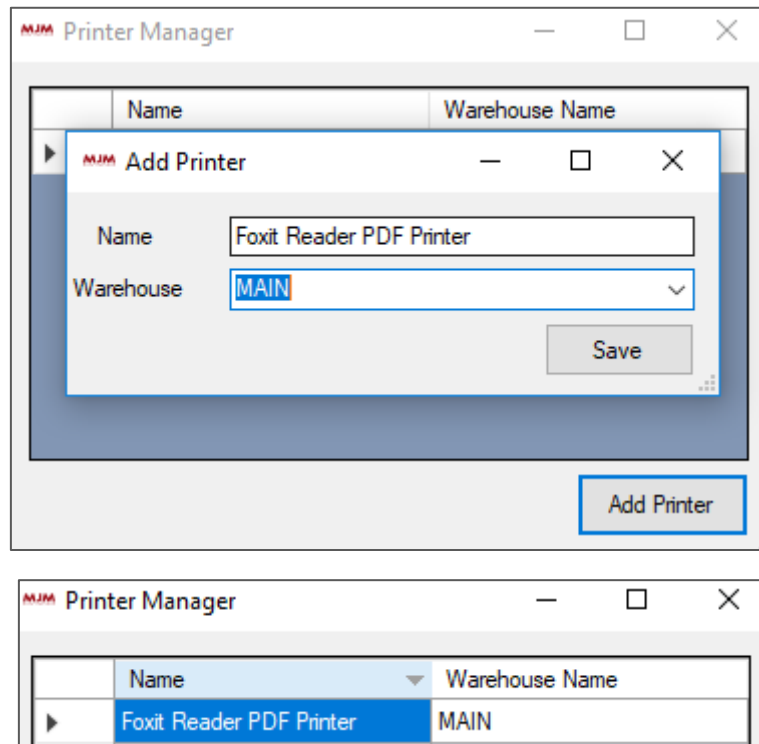 MJM Printer Manager
Name Warehouse Name
MJM Add Printer
Name Foxit Reader PDF Printer
Warehouse MAIN
Save
Add Printer
MJM Printer Manager
Name Warehouse Name
Foxit Reader PDF Printer MAIN